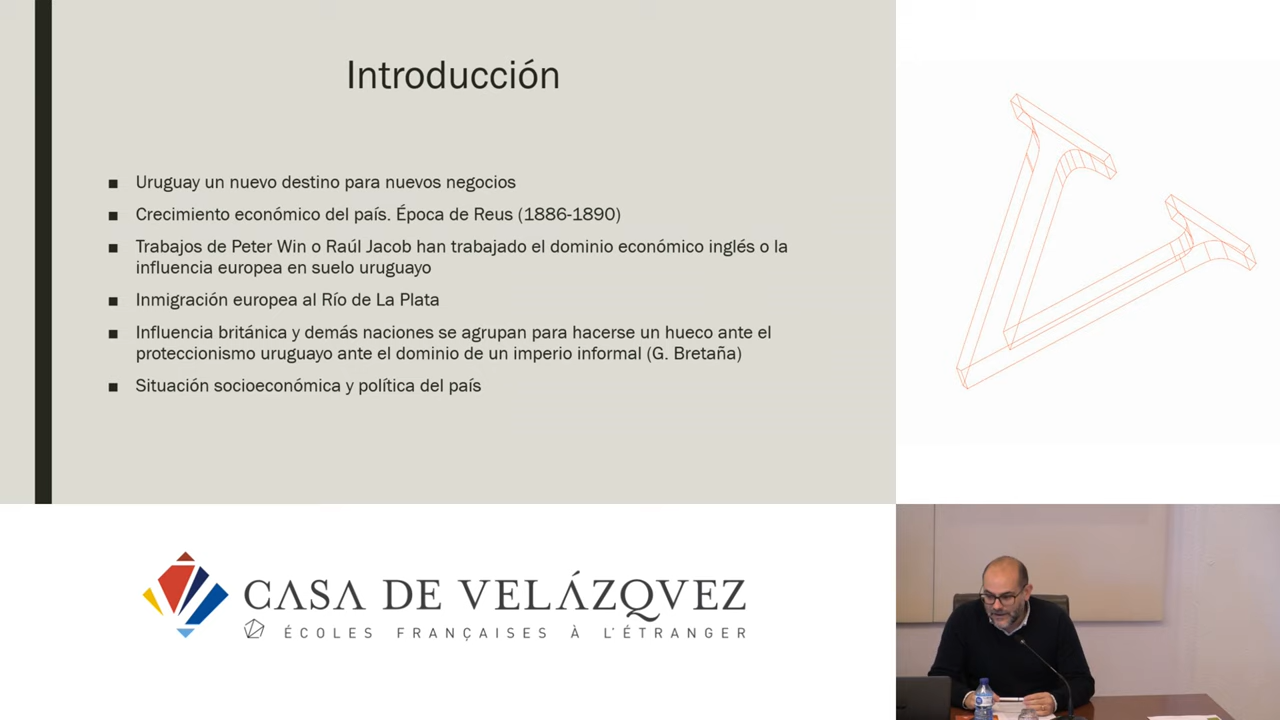 Introducción
■ Uruguay un nuevo destino para nuevos negocios
■ Crecimiento económico del país. Época de Reus (1886-1890)
■ Trabajos de Peter Win o Raúl Jacob han trabajado el dominio económico inglés o la
influencia europea en suelo uruguayo
■ Inmigración europea al Río de La Plata
■ Influencia británica y demás naciones se agrupan para hacerse un hueco ante el
proteccionismo uruguayo ante el dominio de un imperio informal (G. Bretaña)
■ Situación socioeconómica y política del país
CASA DE VELÁZQVEZ
ÉCOLES FRANÇAISES À L'ÉTRANGER